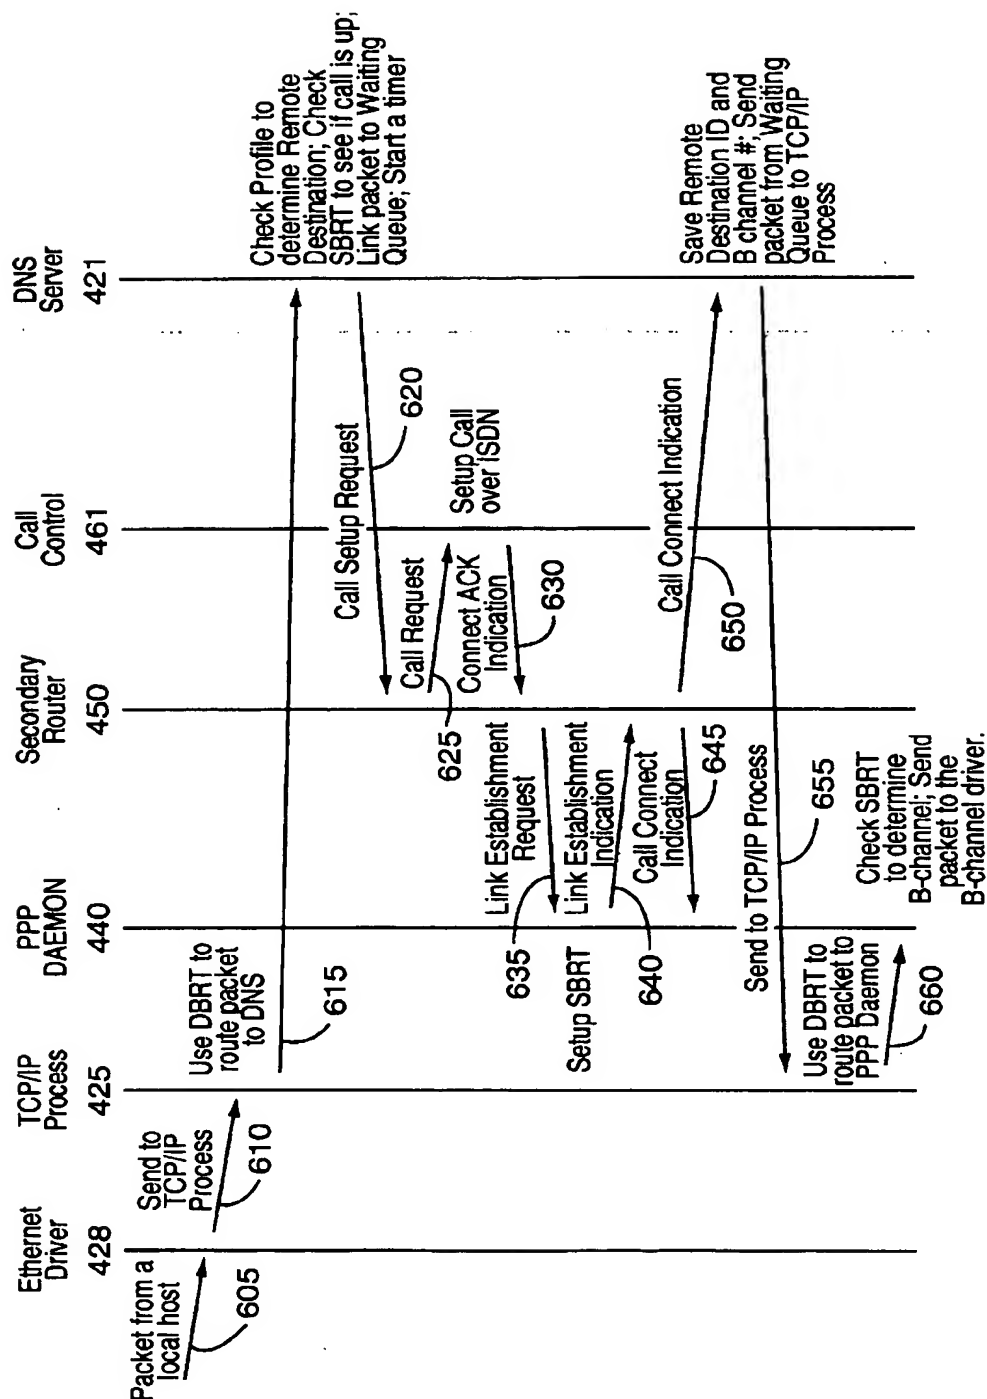 Ethernet
Driver
428
TCP/IP
Process
425
PPP
DAEMON
440
Secondary
Router
450
Call
Control
461
DNS
Server
421
Packet from a
local host
605
Send to
TCP/IP
Process
610
Use DBRT to
route packet
to DNS
615
Check Profile to
determine Remote
Destination; Check
SBRT to see if call is up;
Link packet to Waiting
Queue; Start a timer
Call Setup Request
620
Call Request
625
Setup Call
over ISDN
Connect ACK
Indication
630
Link Establishment
Request
635
Setup SBRT
Link Establishment
Indication
640
Call Connect
Indication
645
Call Connect Indication
650
Save Remote
Destination ID and
B channel #; Send
packet from Waiting
Queue to TCP/IP
Process
Send to TCP/IP Process
655
Use DBRT to
route packet to
PPP Daemon
660
Check SBRT
to determine
B-channel; Send
packet to the
B-channel driver.